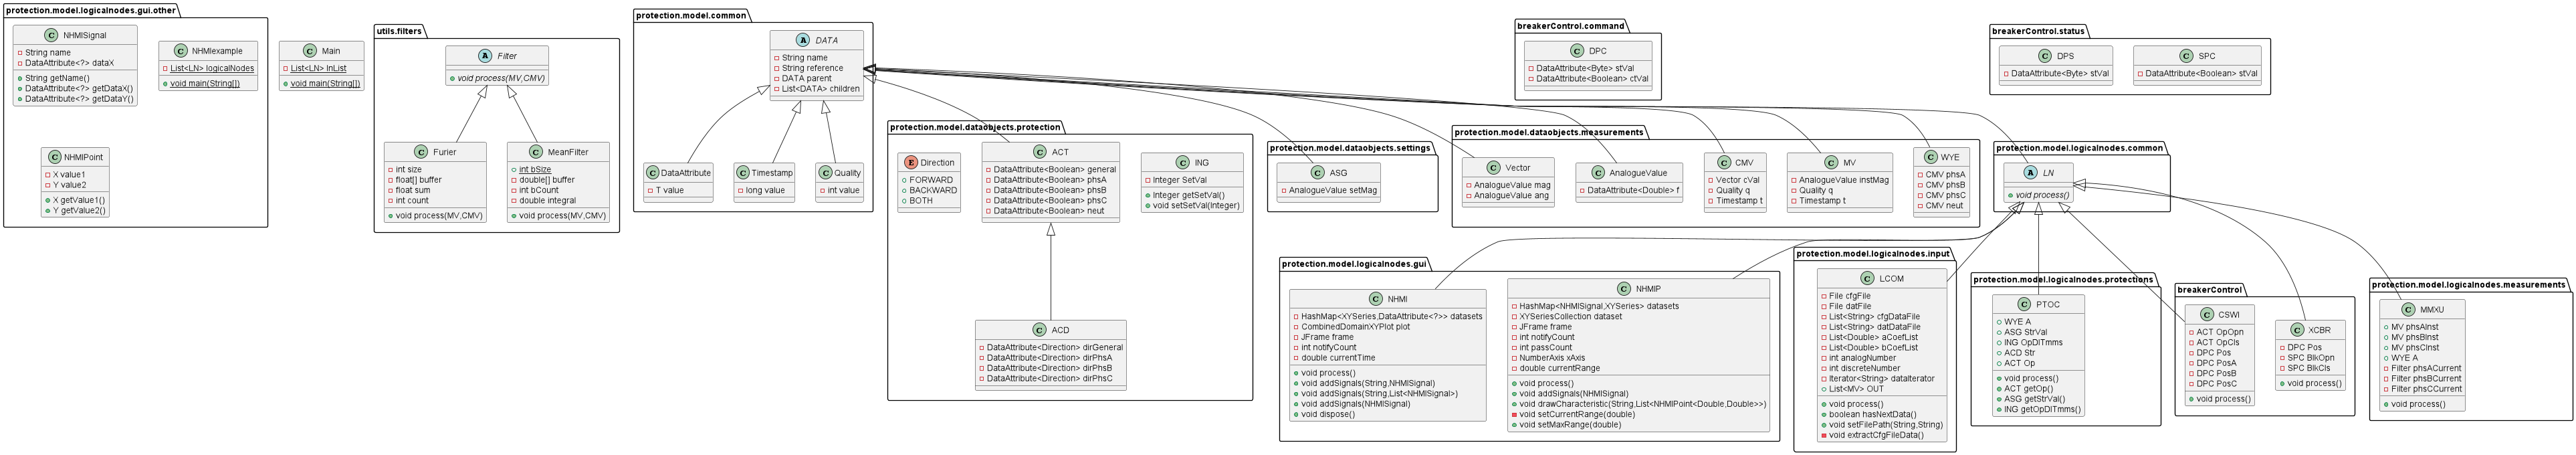 protection.model.logicalnodes.gui.other
C NHMISignal
String name
DataAttribute<?> dataX
String getName()
DataAttribute<?> getDataX()
DataAttribute<?> getDataY()
C NHMIexample
List<LN> logicalNodes
void main(String[])
C NHMIPoint
X value1
Y value2
X getValue1()
Y getValue2()
C Main
List<LN> lnList
void main(String[])
utils.filters
A Filter
void process(MV,CMV)
C Furier
int size
float[] buffer
float sum
int count
void process(MV,CMV)
C MeanFilter
int bSize
double[] buffer
int bCount
double integral
void process(MV,CMV)
protection.model.common
A DATA
String name
String reference
DATA parent
List<DATA> children
C DataAttribute
T value
C Timestamp
long value
C Quality
int value
protection.model.dataobjects.protection
E Direction
FORWARD
BACKWARD
BOTH
C ACT
DataAttribute<Boolean> general
DataAttribute<Boolean> phsA
DataAttribute<Boolean> phsB
DataAttribute<Boolean> phsC
DataAttribute<Boolean> neut
C ING
Integer SetVal
Integer getSetVal()
void setSetVal(Integer)
C ACD
DataAttribute<Direction> dirGeneral
DataAttribute<Direction> dirPhsA
DataAttribute<Direction> dirPhsB
DataAttribute<Direction> dirPhsC
protection.model.dataobjects.settings
C ASG
AnalogueValue setMag
breakerControl.command
C DPC
DataAttribute<Byte> stVal
DataAttribute<Boolean> ctVal
protection.model.dataobjects.measurements
C Vector
AnalogueValue mag
AnalogueValue ang
C AnalogueValue
DataAttribute<Double> f
C CMV
Vector cVal
Quality q
Timestamp t
C MV
AnalogueValue instMag
Quality q
Timestamp t
C WYE
CMV phsA
CMV phsB
CMV phsC
CMV neut
breakerControl.status
C DPS
DataAttribute<Byte> stVal
C SPC
DataAttribute<Boolean> stVal
protection.model.logicalnodes.common
A LN
void process()
protection.model.logicalnodes.gui
C NHMI
HashMap<XYSeries,DataAttribute<?>> datasets
CombinedDomainXYPlot plot
JFrame frame
int notifyCount
double currentTime
void process()
void addSignals(String,NHMISignal)
void addSignals(String,List<NHMISignal>)
void addSignals(NHMISignal)
void dispose()
C NHMIP
HashMap<NHMISignal,XYSeries> datasets
XYSeriesCollection dataset
JFrame frame
int notifyCount
int passCount
NumberAxis xAxis
double currentRange
void process()
void addSignals(NHMISignal)
void drawCharacteristic(String,List<NHMIPoint<Double,Double>>)
void setCurrentRange(double)
void setMaxRange(double)
protection.model.logicalnodes.input
C LCOM
File cfgFile
File datFile
List<String> cfgDataFile
List<String> datDataFile
List<Double> aCoefList
List<Double> bCoefList
int analogNumber
int discreteNumber
Iterator<String> dataIterator
List<MV> OUT
void process()
boolean hasNextData()
void setFilePath(String,String)
void extractCfgFileData()
protection.model.logicalnodes.protections
C PTOC
WYE A
ASG StrVal
ING OpDlTmms
ACD Str
ACT Op
void process()
ACT getOp()
ASG getStrVal()
ING getOpDlTmms()
breakerControl
C CSWI
ACT OpOpn
ACT OpCls
DPC Pos
DPC PosA
DPC PosB
DPC PosC
void process()
C XCBR
DPC Pos
SPC BlkOpn
SPC BlkCls
void process()
protection.model.logicalnodes.measurements
C MMXU
MV phsAInst
MV phsBInst
MV phsCInst
WYE A
Filter phsACurrent
Filter phsBCurrent
Filter phsCCurrent
void process()